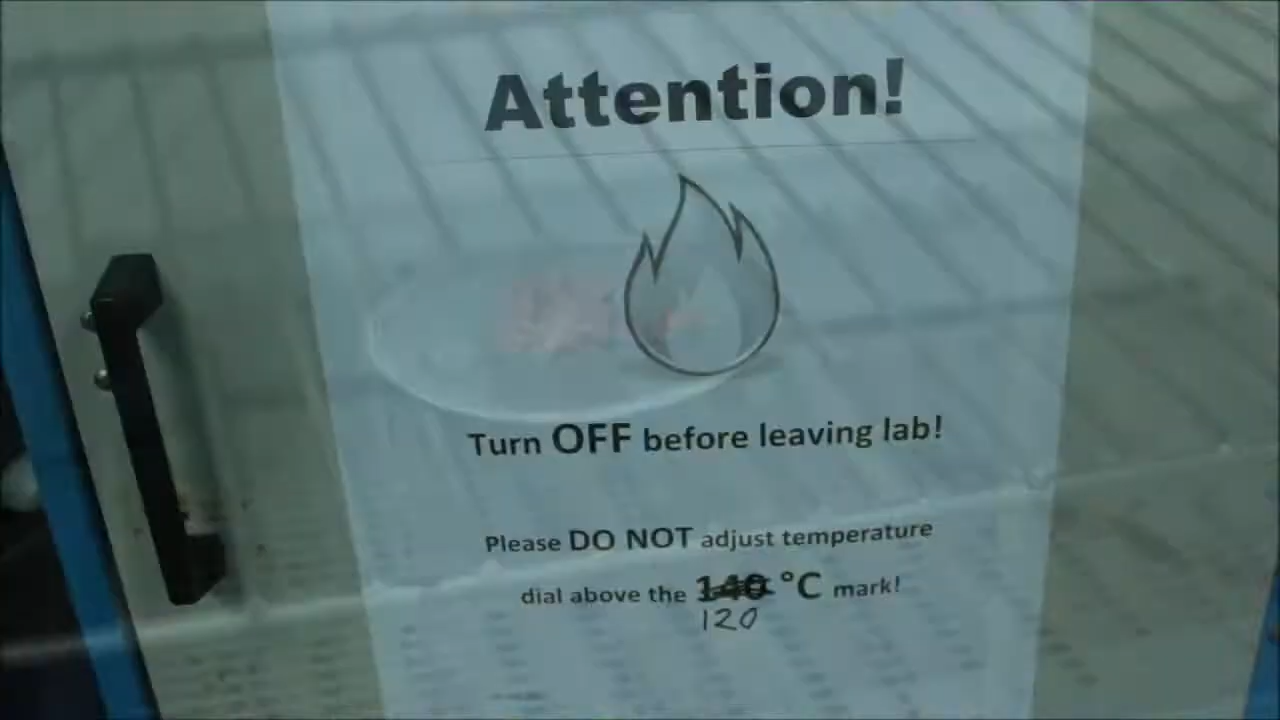 Attention!
Turn OFF before leaving lab!
Please DO NOT adjust temperature
dial above the 140 °C mark!
120